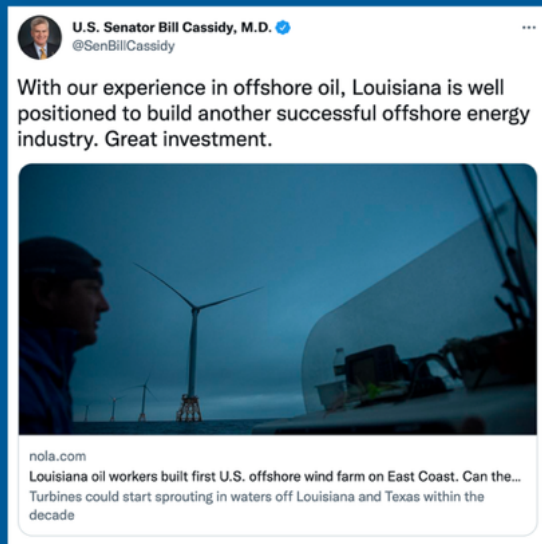 U.S. Senator Bill Cassidy, M.D.
@SenBillCassidy
With our experience in offshore oil, Louisiana is well
positioned to build another successful offshore energy
industry. Great investment.
nola.com
Louisiana oil workers built first U.S. offshore wind farm on East Coast. Can the...
Turbines could start sprouting in waters off Louisiana and Texas within the
decade